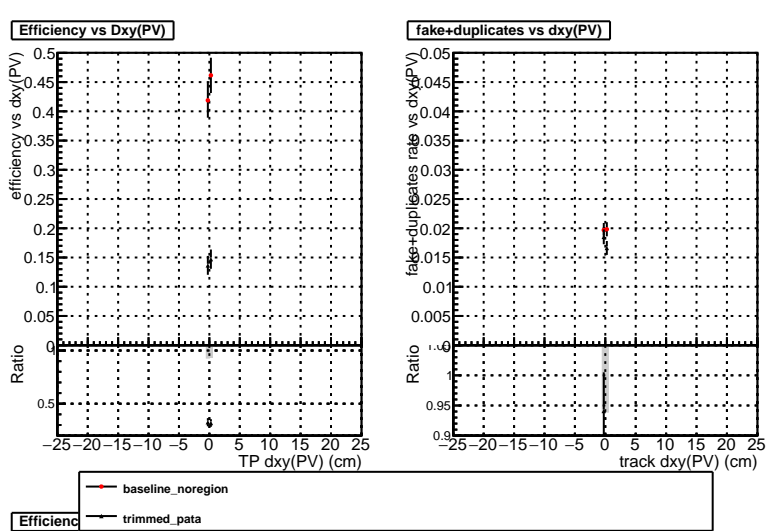 Efficiency vs Dxy(PV)
fake+duplicates vs dxy(PV)
efficiency vs dxy(PV)
0.5
0.45
0.4
0.35
0.3
0.25
0.2
0.15
0.1
0.05
0
Ratio
1
0.5
−25 −20 −15 −10 −5 0 5 10 15 20 25
TP dxy(PV) (cm)
fake+duplicates rate vs dxy(PV)
0.05
0.045
0.04
0.035
0.03
0.025
0.02
0.015
0.01
0.005
0
Ratio
1
0.95
0.9
−25 −20 −15 −10 −5 0 5 10 15 20 25
track dxy(PV) (cm)
baseline_noregion
trimmed_pata
Efficienc